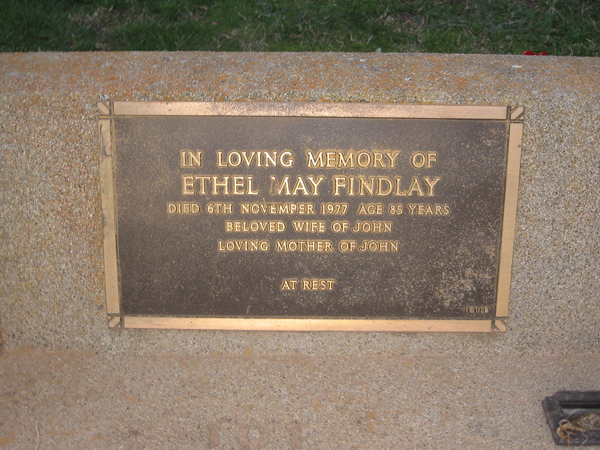 IN LOVING MEMORY OF
ETHEL MAY FINDLAY
DIED 6TH NOVEMBER 1977 AGE 85 YEARS
BELOVED WIFE OF JOHN
LOVING MOTHER OF JOHN
AT REST